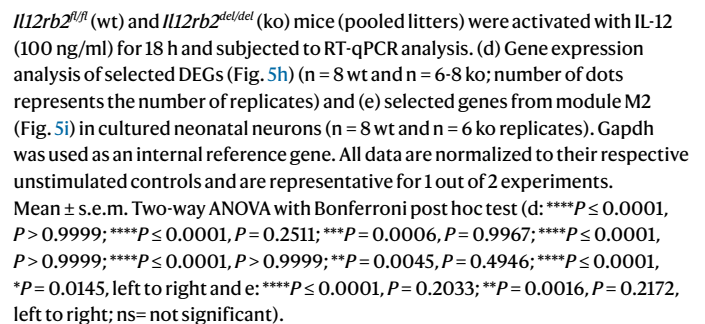 Il12rb2fl/fl (wt) and Il12rb2del/del (ko) mice (pooled litters) were activated with IL-12
(100 ng/ml) for 18 h and subjected to RT-qPCR analysis. (d) Gene expression
analysis of selected DEGs (Fig. 5h) (n = 8 wt and n = 6-8 ko; number of dots
represents the number of replicates) and (e) selected genes from module M2
(Fig. 5i) in cultured neonatal neurons (n = 8 wt and n = 6 ko replicates). Gapdh
was used as an internal reference gene. All data are normalized to their respective
unstimulated controls and are representative for 1 out of 2 experiments.
Mean ± s.e.m. Two-way ANOVA with Bonferroni post hoc test (d: ****P ≤ 0.0001,
P > 0.9999; ****P ≤ 0.0001, P = 0.2511; ***P = 0.0006, P = 0.9967; ****P ≤ 0.0001,
P > 0.9999; ****P ≤ 0.0001, P > 0.9999; **P = 0.0045, P = 0.4946; ****P ≤ 0.0001,
*P = 0.0145, left to right and e: ****P ≤ 0.0001, P = 0.2033; **P = 0.0016, P = 0.2172,
left to right; ns= not significant).